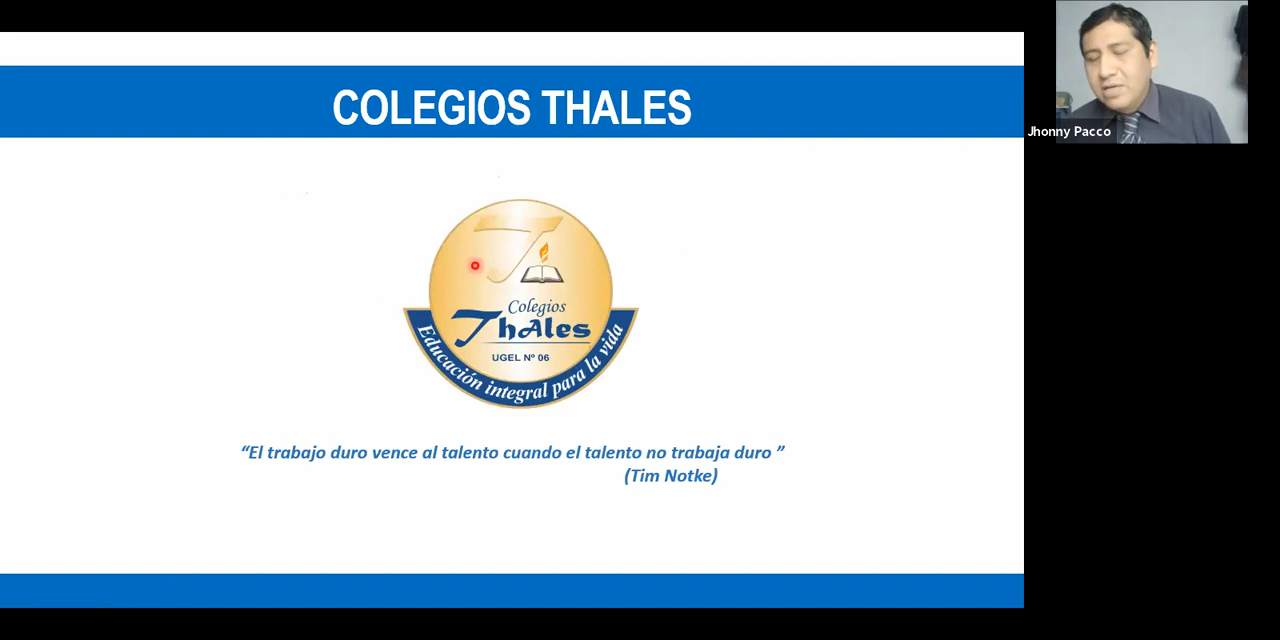 COLEGIOS THALES
Jhonny Pacco
Colegios
Thales
UGEL Nº 06
Educación integral para la vida
“El trabajo duro vence al talento cuando el talento no trabaja duro ”
(Tim Notke)